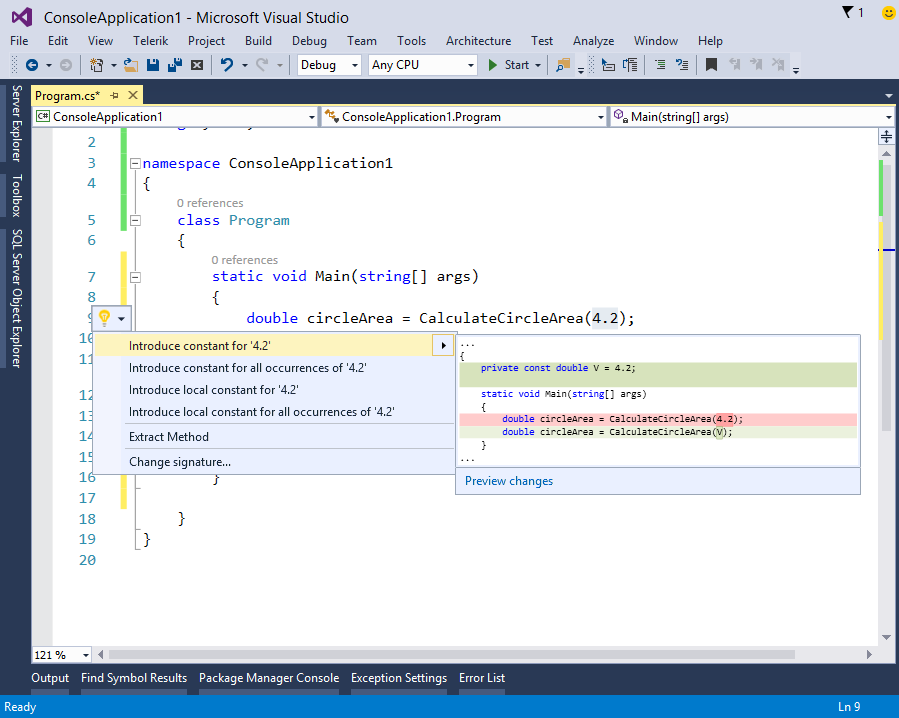 ConsoleApplication1 - Microsoft Visual Studio
1
File Edit View Telerik Project Build Debug Team Tools Architecture Test Analyze Window Help
Debug Any CPU Start
Program.cs*
C# ConsoleApplication1 ConsoleApplication1.Program Main(string[] args)
Server Explorer
Toolbox
SQL Server Object Explorer
2
3 namespace ConsoleApplication1
4 {
0 references
5 class Program
6 {
0 references
7 static void Main(string[] args)
8 {
9 double circleArea = CalculateCircleArea(4.2);
10
11
12
13
14
15
16 }
17
18 }
19 }
20
Introduce constant for '4.2'
Introduce constant for all occurrences of '4.2'
Introduce local constant for '4.2'
Introduce local constant for all occurrences of '4.2'
Extract Method
Change signature...
...
{
private const double V = 4.2;
static void Main(string[] args)
{
double circleArea = CalculateCircleArea(4.2);
double circleArea = CalculateCircleArea(V);
}
...
Preview changes
121 %
Output Find Symbol Results Package Manager Console Exception Settings Error List
Ready Ln 9